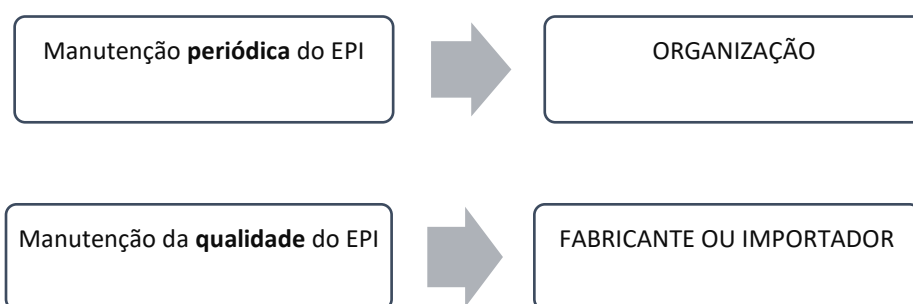 Manutenção periódica do EPI
ORGANIZAÇÃO
Manutenção da qualidade do EPI
FABRICANTE OU IMPORTADOR